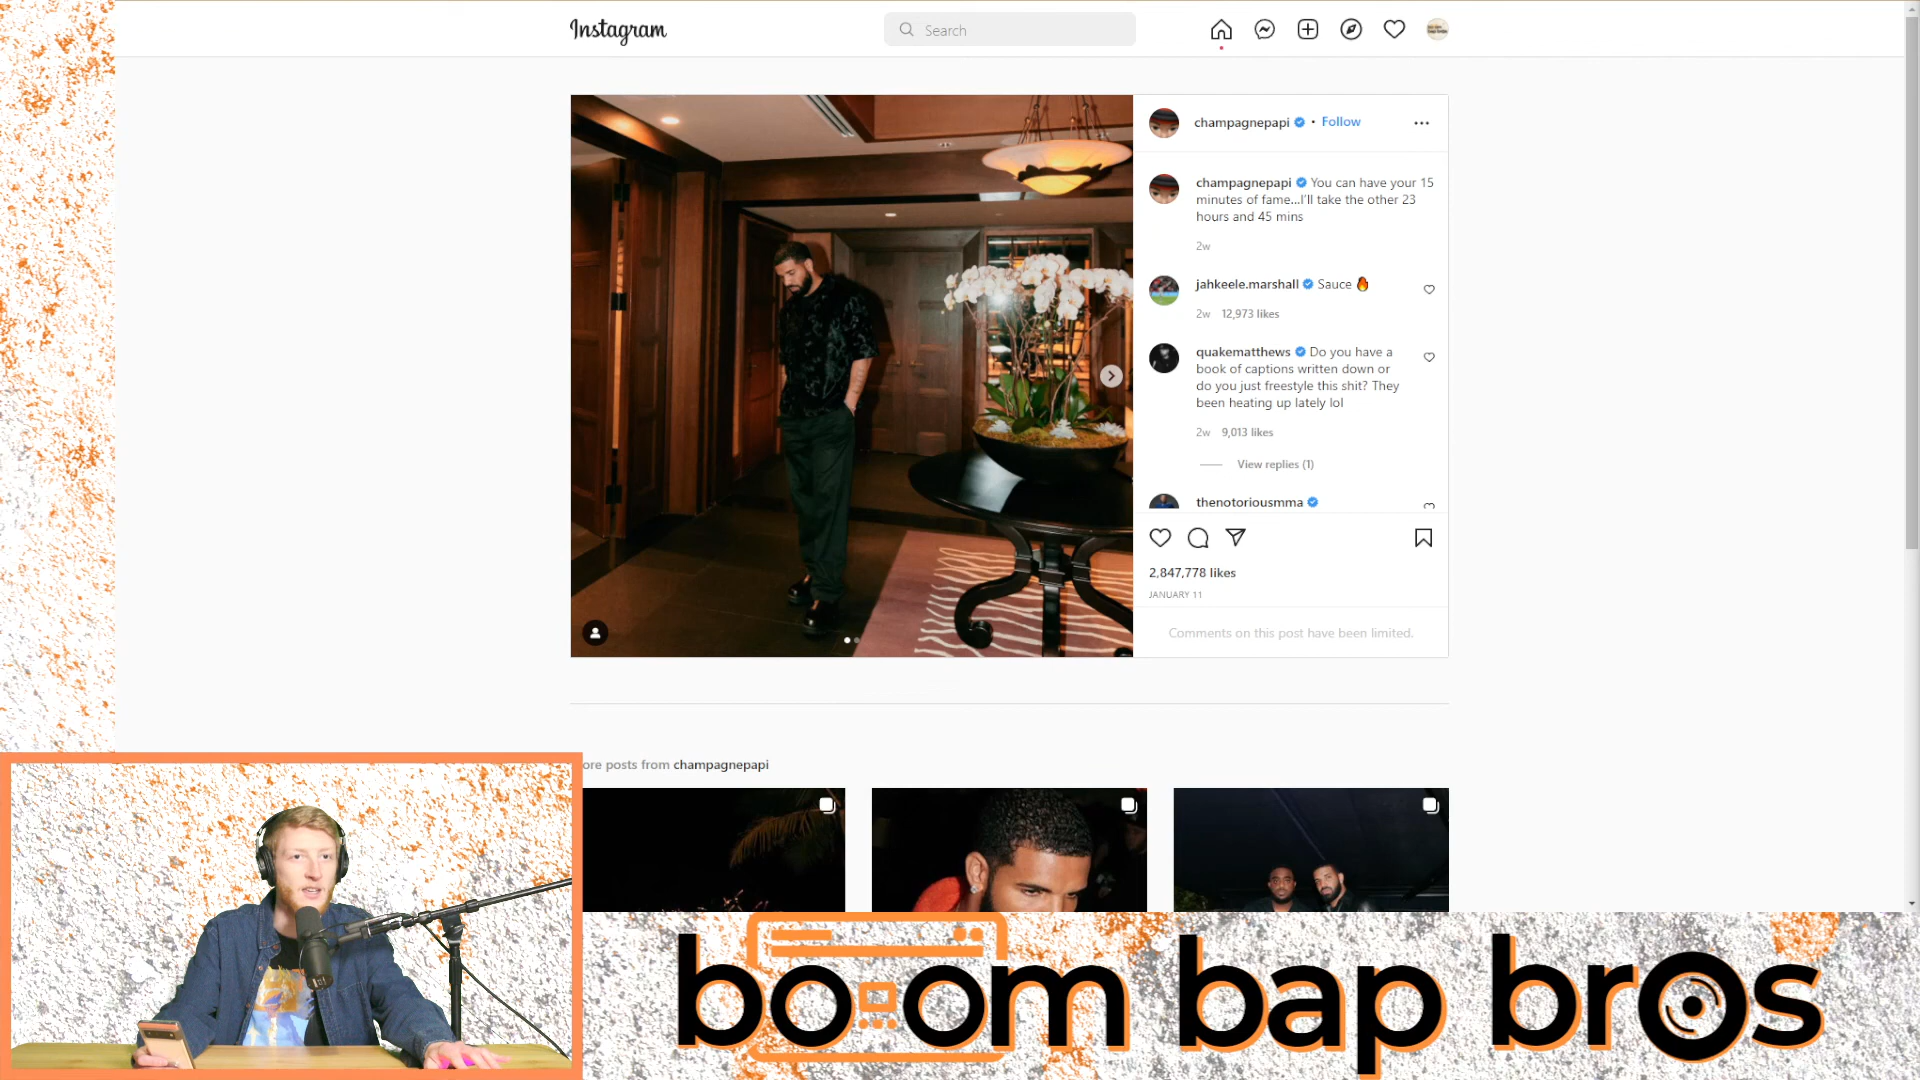 Instagram
Search
champagnepapi • Follow
champagnepapi You can have your 15
minutes of fame...I'll take the other 23
hours and 45 mins
2w
jahkeele.marshall Sauce 🔥
2w 12,973 likes
quakematthews Do you have a
book of captions written down or
do you just freestyle this shit? They
been heating up lately lol
2w 9,013 likes
View replies (1)
thenotoriousmma
2,847,778 likes
JANUARY 11
Comments on this post have been limited.
ore posts from champagnepapi
boom bap bros